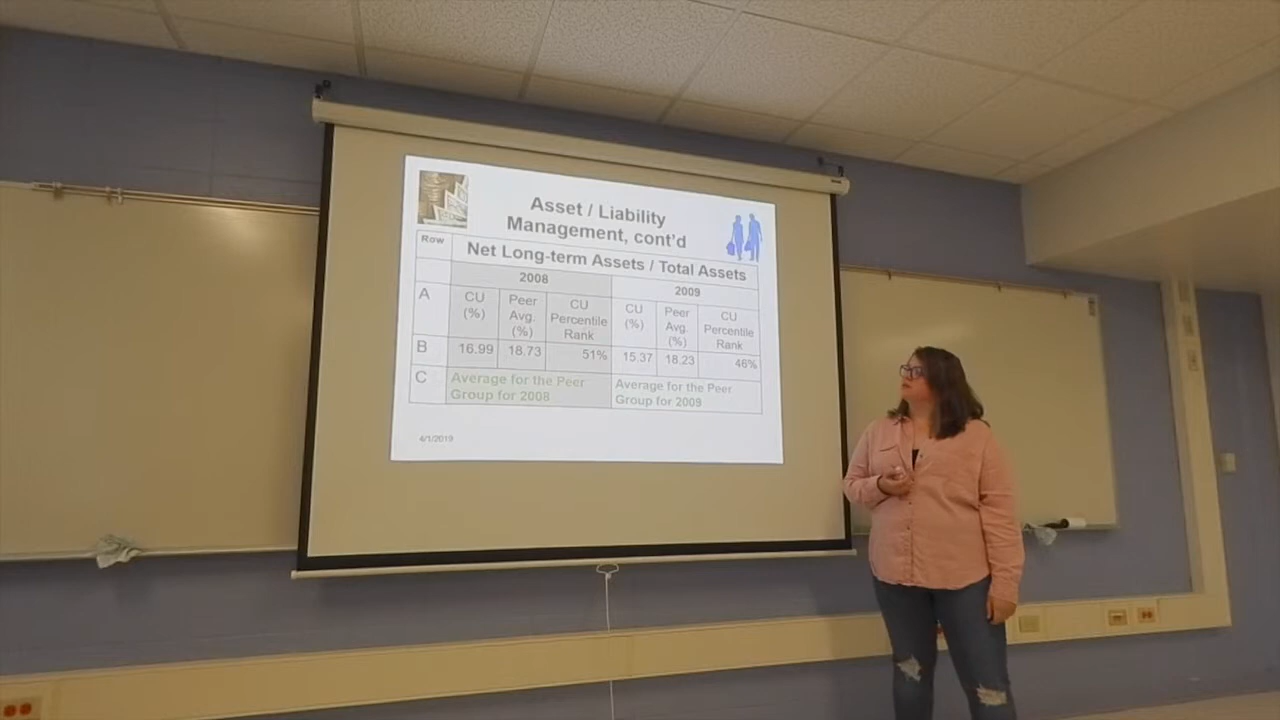 Asset / Liability
Management, cont'd
Row
Net Long-term Assets / Total Assets
2008
2009
A
CU (%)
Peer Avg. (%)
CU Percentile Rank
CU (%)
Peer Avg. (%)
CU Percentile Rank
B
16.99
18.73
51%
15.37
18.23
46%
C
Average for the Peer
Group for 2008
Average for the Peer
Group for 2009
4/1/2019